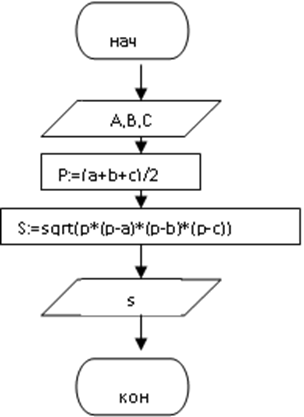 нач
A,B,C
P:=(a+b+c)/2
S:=sqrt(p*(p-a)*(p-b)*(p-c))
s
кон